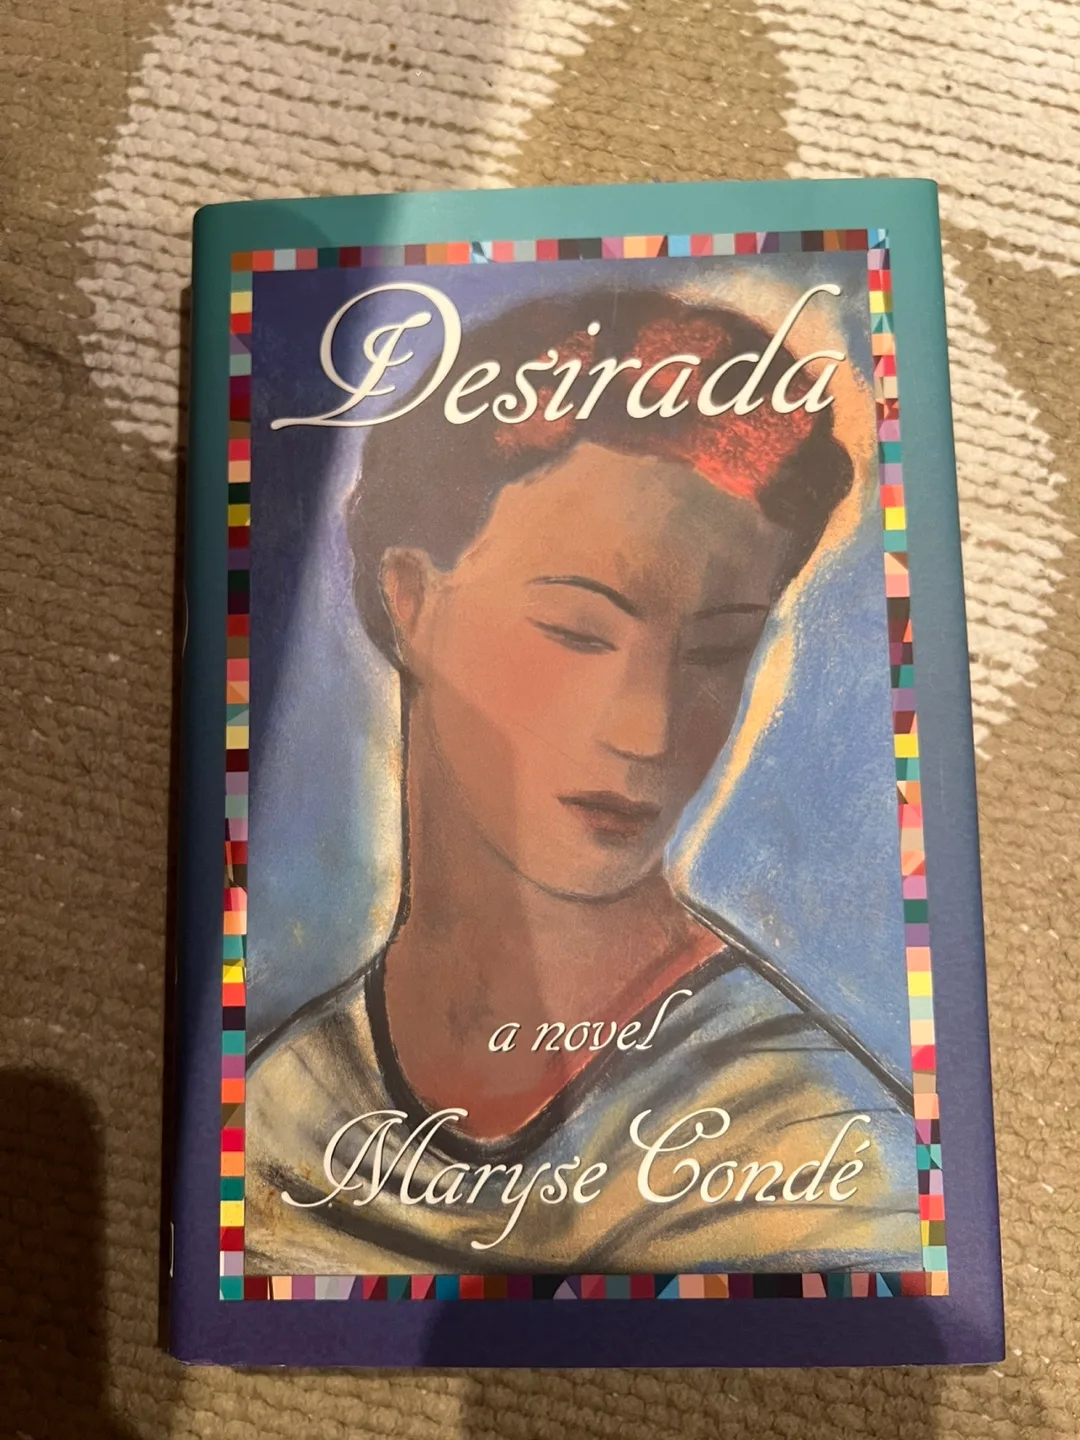 Desirada
a novel
Maryse Condé